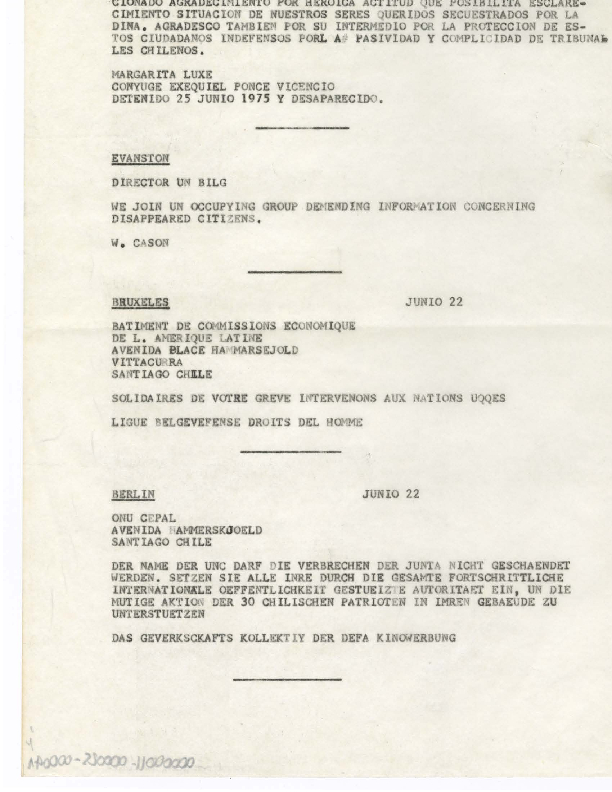 CIONADO AGRADECIMIENTO POR HEROICA ACTITUD QUE POSIBILITA ESCLARE-
CIMIENTO SITUACION DE NUESTROS SERES QUERIDOS SECUESTRADOS POR LA
DINA. AGRADESCO TAMBIEN POR SU INTERMEDIO POR LA PROTECCION DE ES-
TOS CIUDADANOS INDEFENSOS PORL A PASIVIDAD Y COMPLICIDAD DE TRIBUNA
LES CHILENOS.
MARGARITA LUXE
CONYUGE EXEQUIEL PONCE VICENCIO
DETENIDO 25 JUNIO 1975 Y DESAPARECIDO.
EVANSTON
DIRECTOR UN BILG
WE JOIN UN OCCUPYING GROUP DEMENDING INFORMATION CONCERNING
DISAPPEARED CITIZENS.
W. CASON
BRUXELES JUNIO 22
BATIMENT DE COMMISSIONS ECONOMIQUE
DE L. AMERIQUE LATINE
AVENIDA BLACE HAMMARSEJOLD
VITTACURRA
SANTIAGO CHILE
SOLIDAIRES DE VOTRE GREVE INTERVENONS AUX NATIONS UQQES
LIGUE BELGEVEFENSE DROITS DEL HOMME
BERLIN JUNIO 22
ONU CEPAL
AVENIDA HAMMERSKJOELD
SANTIAGO CHILE
DER NAME DER UNC DARF DIE VERBRECHEN DER JUNTA NICHT GESCHAENDET
WERDEN. SETZEN SIE ALLE INRE DURCH DIE GESAMTE FORTSCHRITTLICHE
INTERNATIONALE OEFFENTLICHKEIT GESTUEIZTE AUTORITAET EIN, UN DIE
MUTIGE AKTION DER 30 CHILISCHEN PATRIOTEN IN IMREN GEBAEUDE ZU
UNTERSTUETZEN
DAS GEVERKSCKAFTS KOLLEKTIY DER DEFA KINOWERBUNG